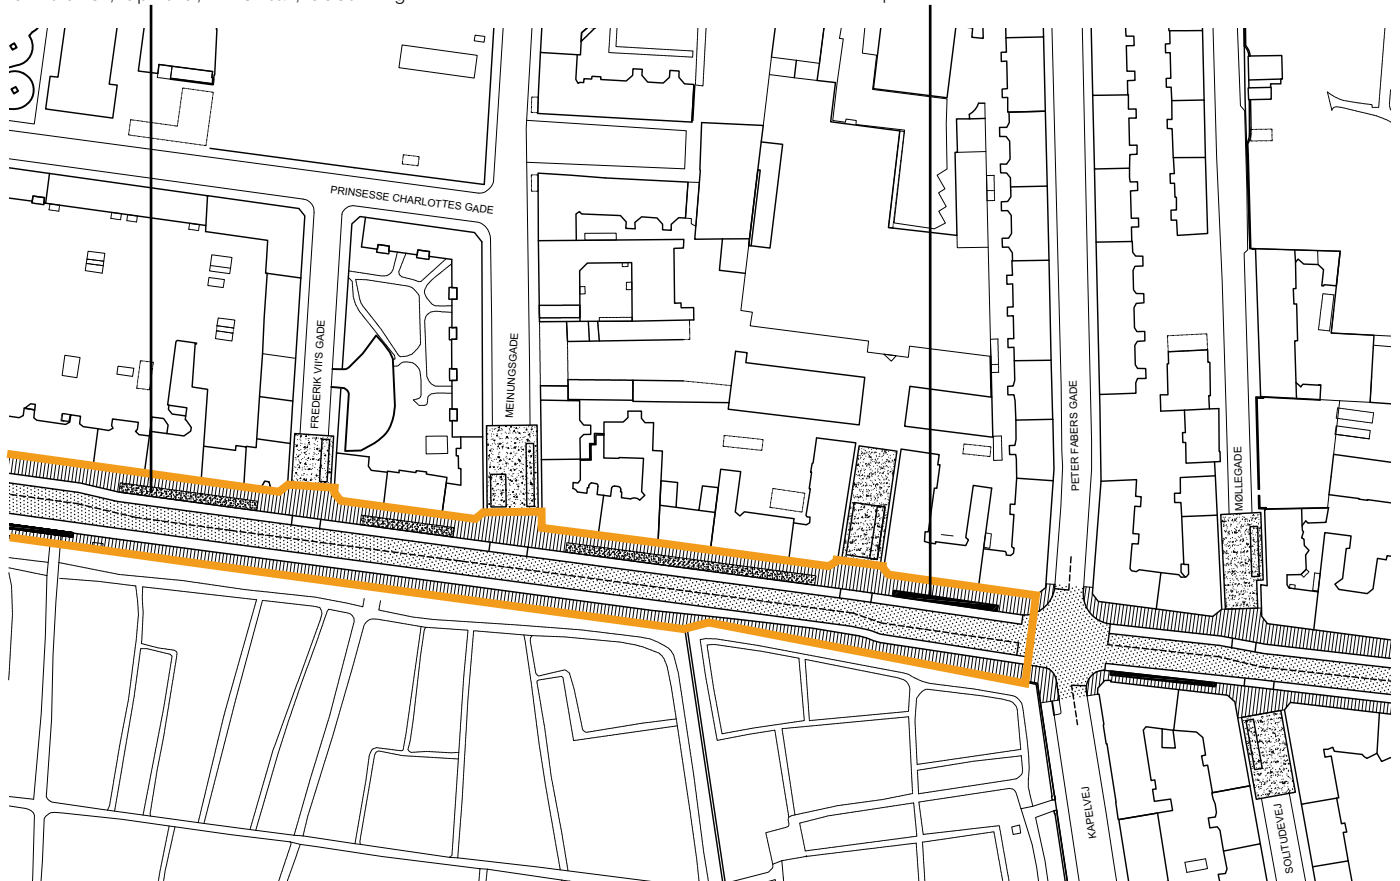 PRINSESSE CHARLOTTES GADE
FREDERIK VII'S GADE
MEINUNGSGADE
PETER FABERS GADE
MØLLEGADE
KAPELVEJ
SOLITUDEVEJ